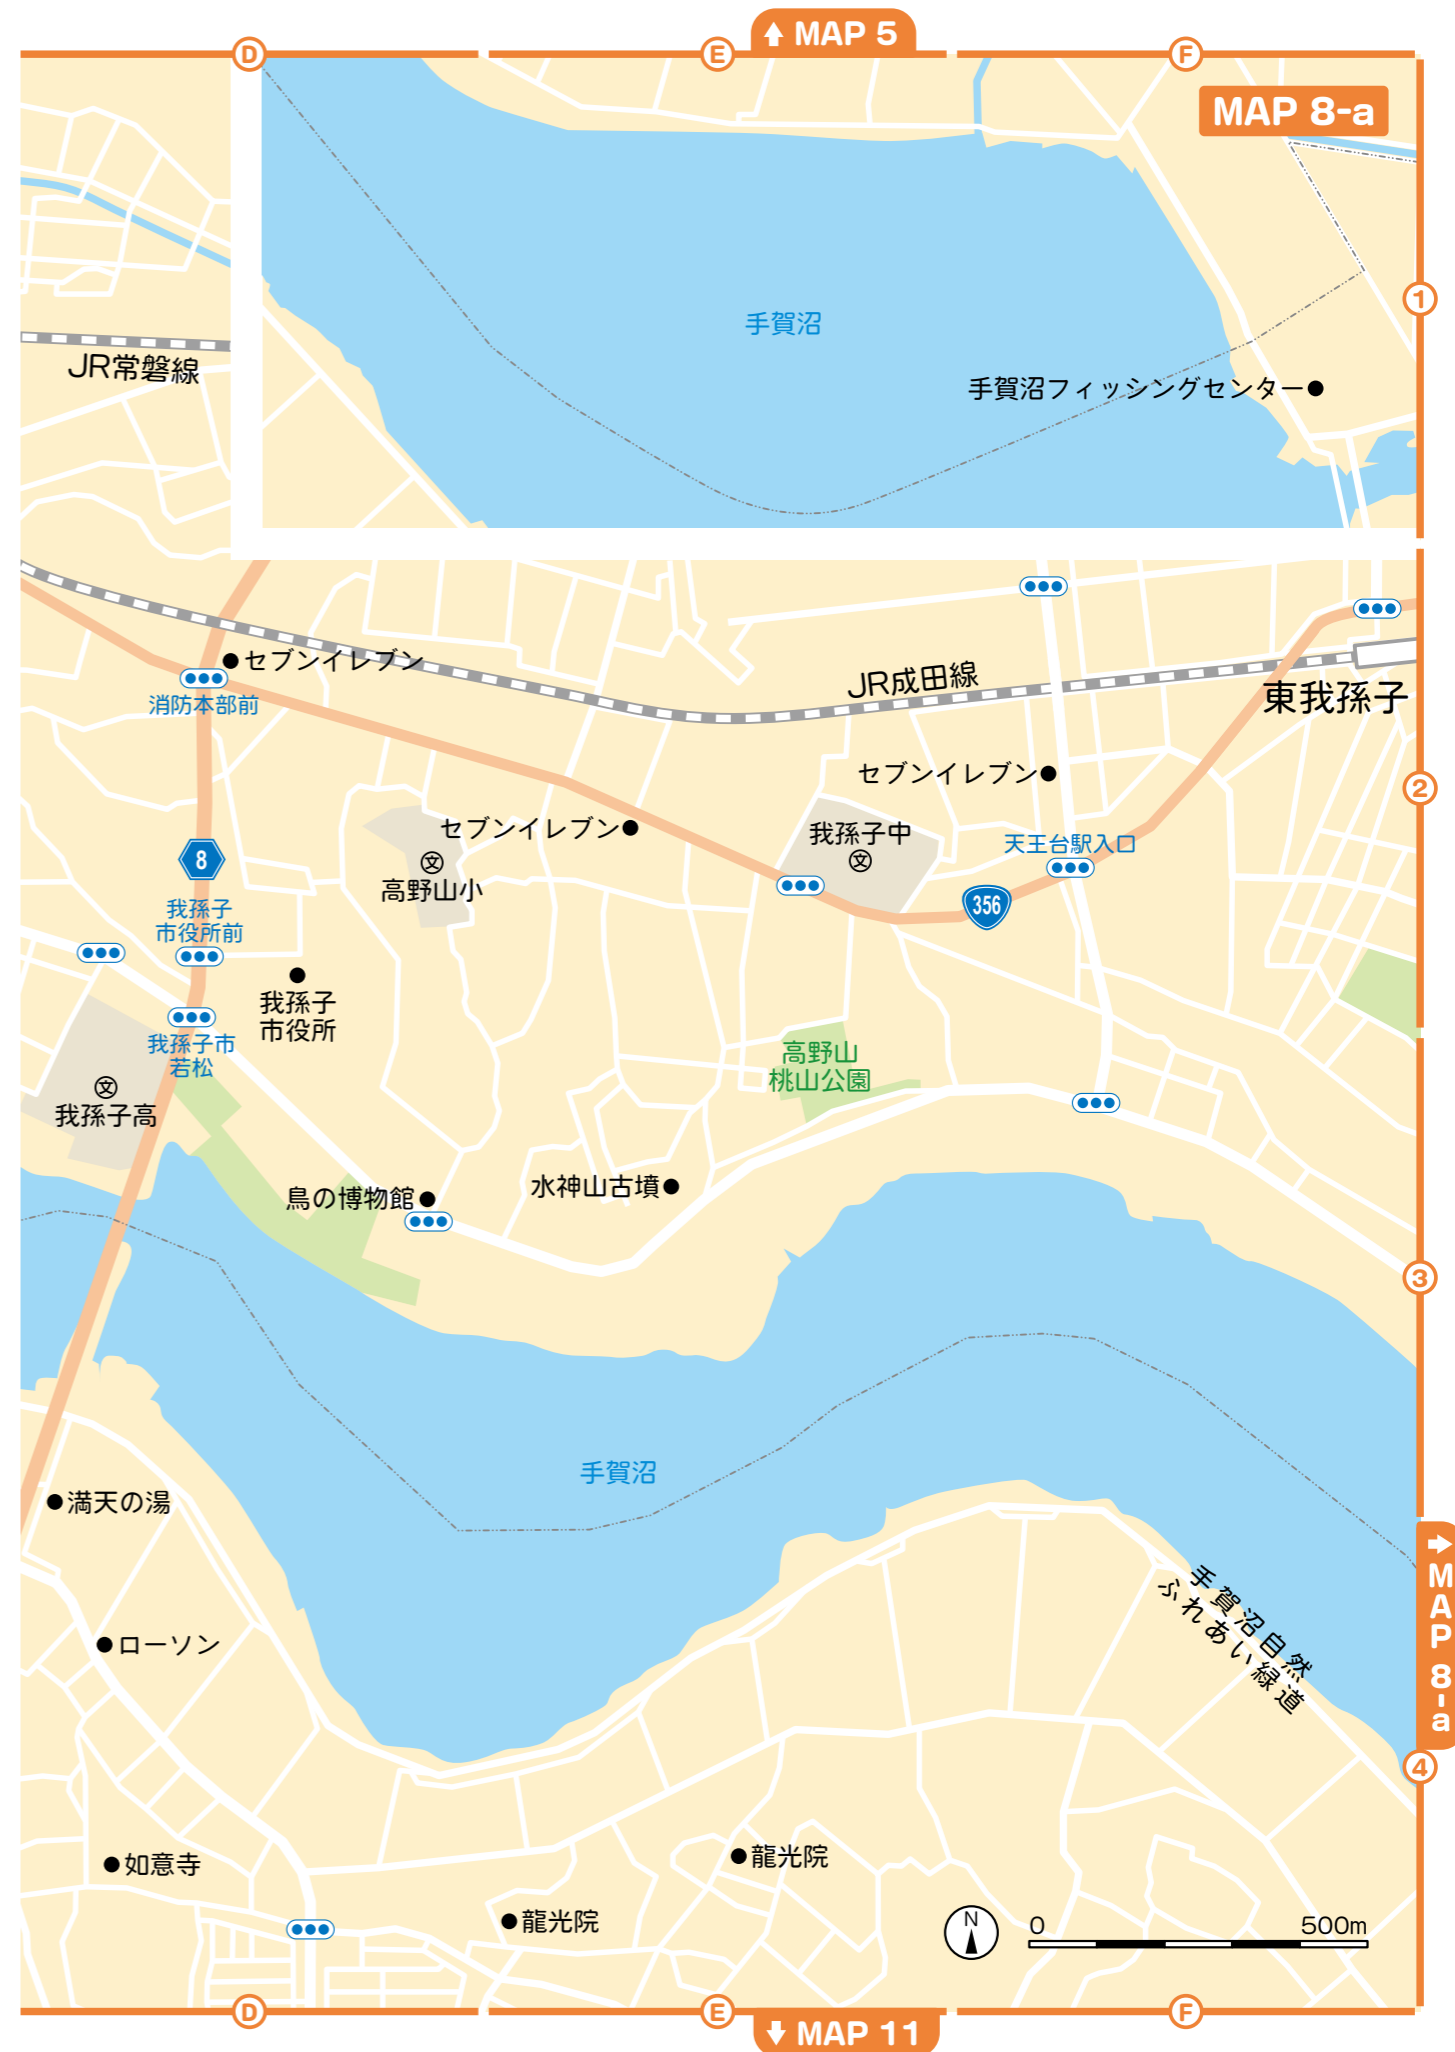 MAP 5
D
E
F
MAP 8-a
1
手賀沼
JR常磐線
手賀沼フィッシングセンター
セブンイレブン
消防本部前
JR成田線
東我孫子
セブンイレブン
2
セブンイレブン
我孫子中
文
天王台駅入口
8
文
高野山小
356
我孫子
市役所前
我孫子
市役所
我孫子市
若松
高野山
桃山公園
文
我孫子高
鳥の博物館
水神山古墳
3
手賀沼
満天の湯
MAP 8-a
手賀沼自然
ふれあい緑道
ローソン
4
如意寺
龍光院
龍光院
N
0
500m
D
E
F
MAP 11